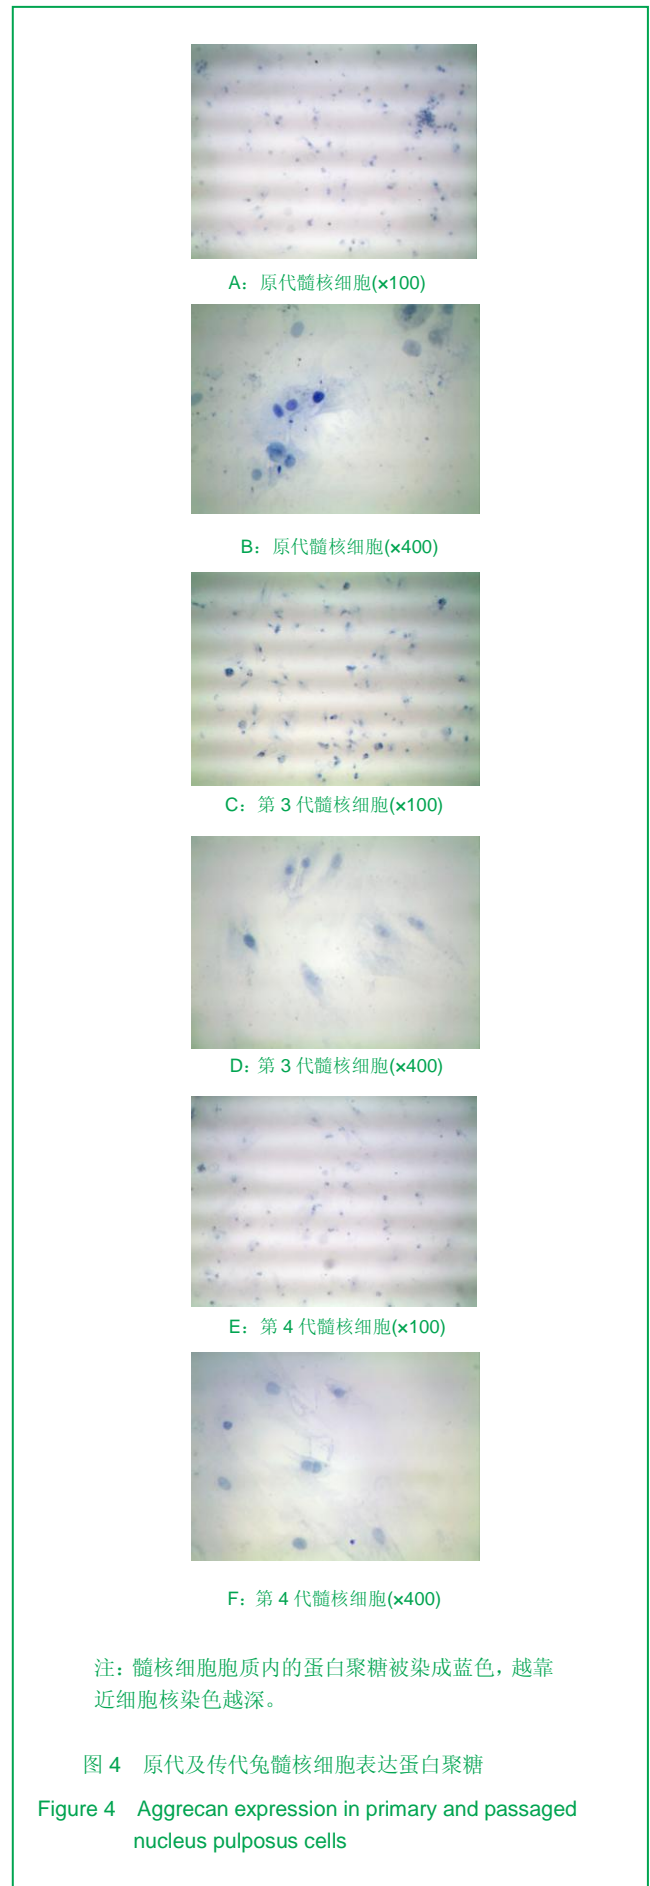 A：原代髓核细胞(×100)
B：原代髓核细胞(×400)
C：第 3 代髓核细胞(×100)
D：第 3 代髓核细胞(×400)
E：第 4 代髓核细胞(×100)
F：第 4 代髓核细胞(×400)
注：髓核细胞胞质内的蛋白聚糖被染成蓝色，越靠
近细胞核染色越深。
图 4　原代及传代兔髓核细胞表达蛋白聚糖
Figure 4　Aggrecan expression in primary and passaged
nucleus pulposus cells